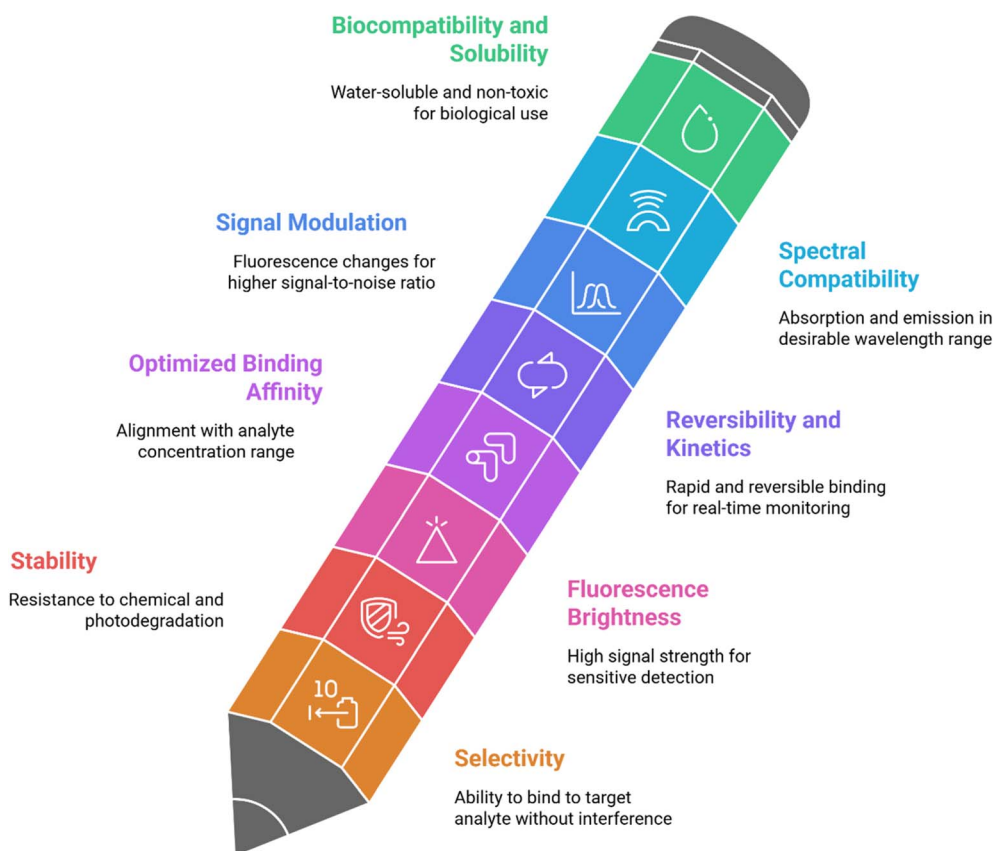 Biocompatibility and
Solubility
Water-soluble and non-toxic
for biological use
Signal Modulation
Fluorescence changes for
higher signal-to-noise ratio
Spectral
Compatibility
Absorption and emission in
desirable wavelength range
Optimized Binding
Affinity
Alignment with analyte
concentration range
Reversibility and
Kinetics
Rapid and reversible binding
for real-time monitoring
Stability
Resistance to chemical and
photodegradation
Fluorescence
Brightness
High signal strength for
sensitive detection
10
Selectivity
Ability to bind to target
analyte without interference